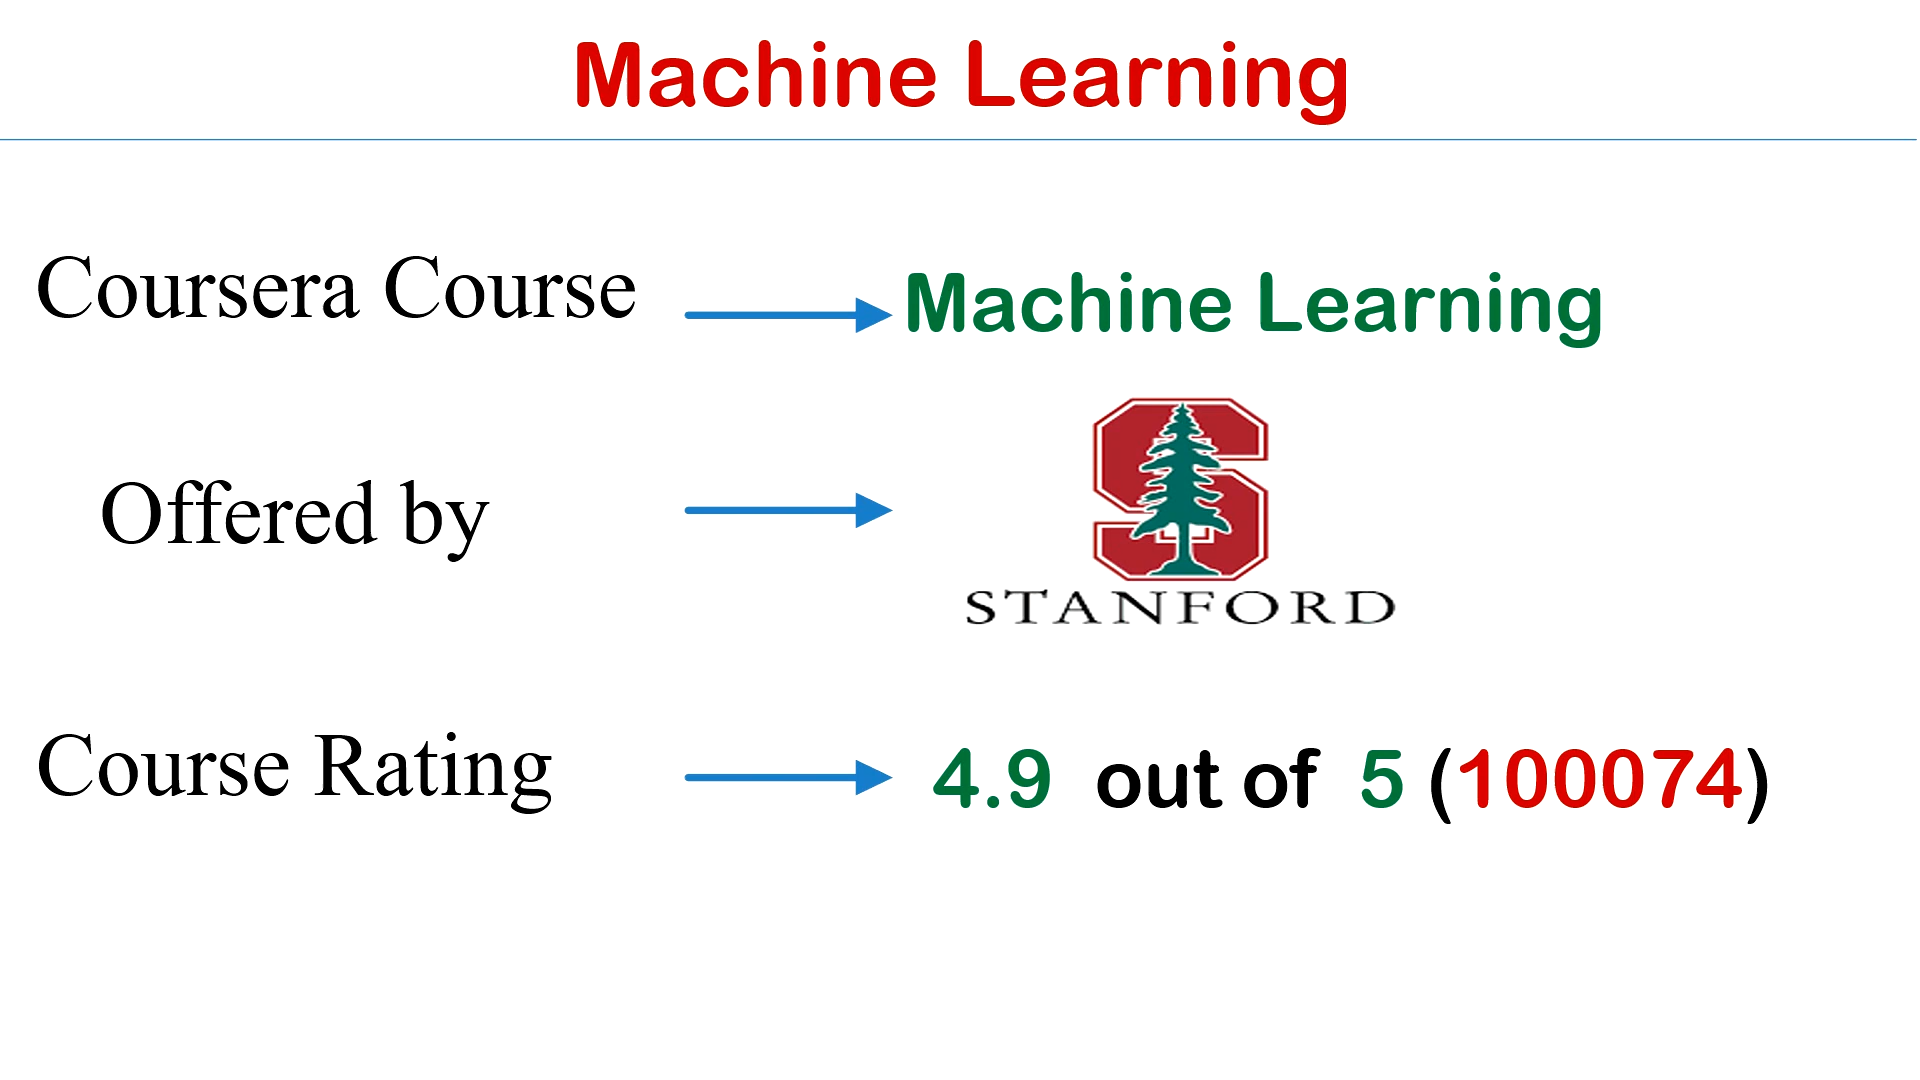 Machine Learning
Coursera Course
Machine Learning
Offered by
STANFORD
Course Rating
4.9 out of 5 (100074)